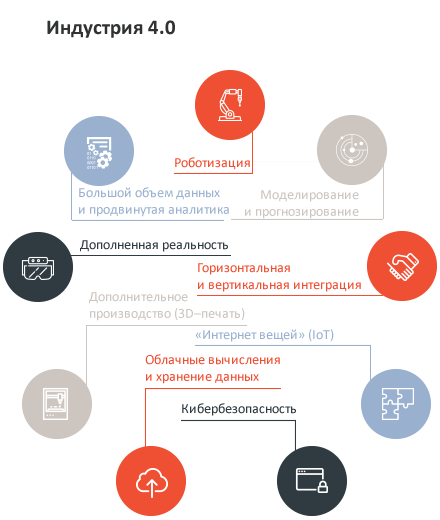 Индустрия 4.0
Роботизация
Большой объем данных
и продвинутая аналитика
Моделирование
и прогнозирование
Дополненная реальность
Горизонтальная
и вертикальная интеграция
Дополнительное
производство (3D–печать)
«Интернет вещей» (IoT)
Облачные вычисления
и хранение данных
Кибербезопасность